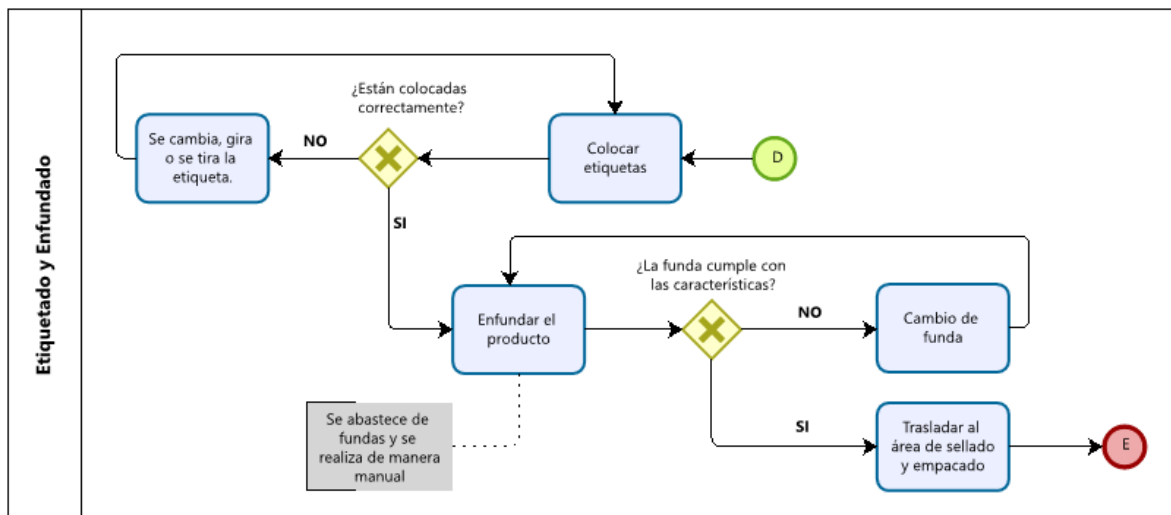 Etiquetado y Enfundado
¿Están colocadas
correctamente?
Se cambia, gira
o se tira la
etiqueta.
NO
Colocar
etiquetas
D
SI
¿La funda cumple con
las características?
Enfundar el
producto
NO
Cambio de
funda
Se abastece de
fundas y se
realiza de manera
manual
SI
Trasladar al
área de sellado
y empacado
E